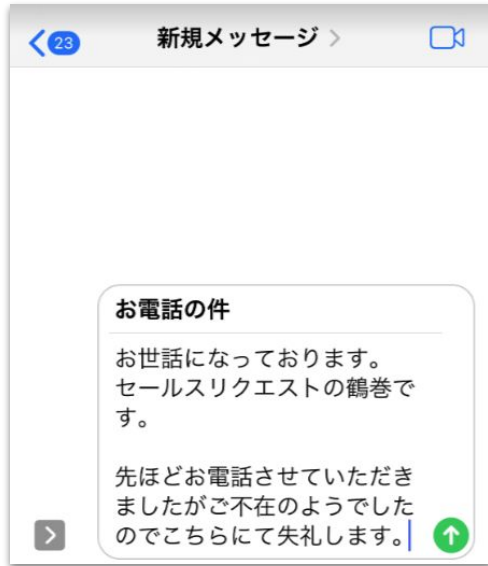 23
新規メッセージ
お電話の件
お世話になっております。
セールスリクエストの鶴巻で
す。
先ほどお電話させていただき
ましたがご不在のようでした
のでこちらにて失礼します。